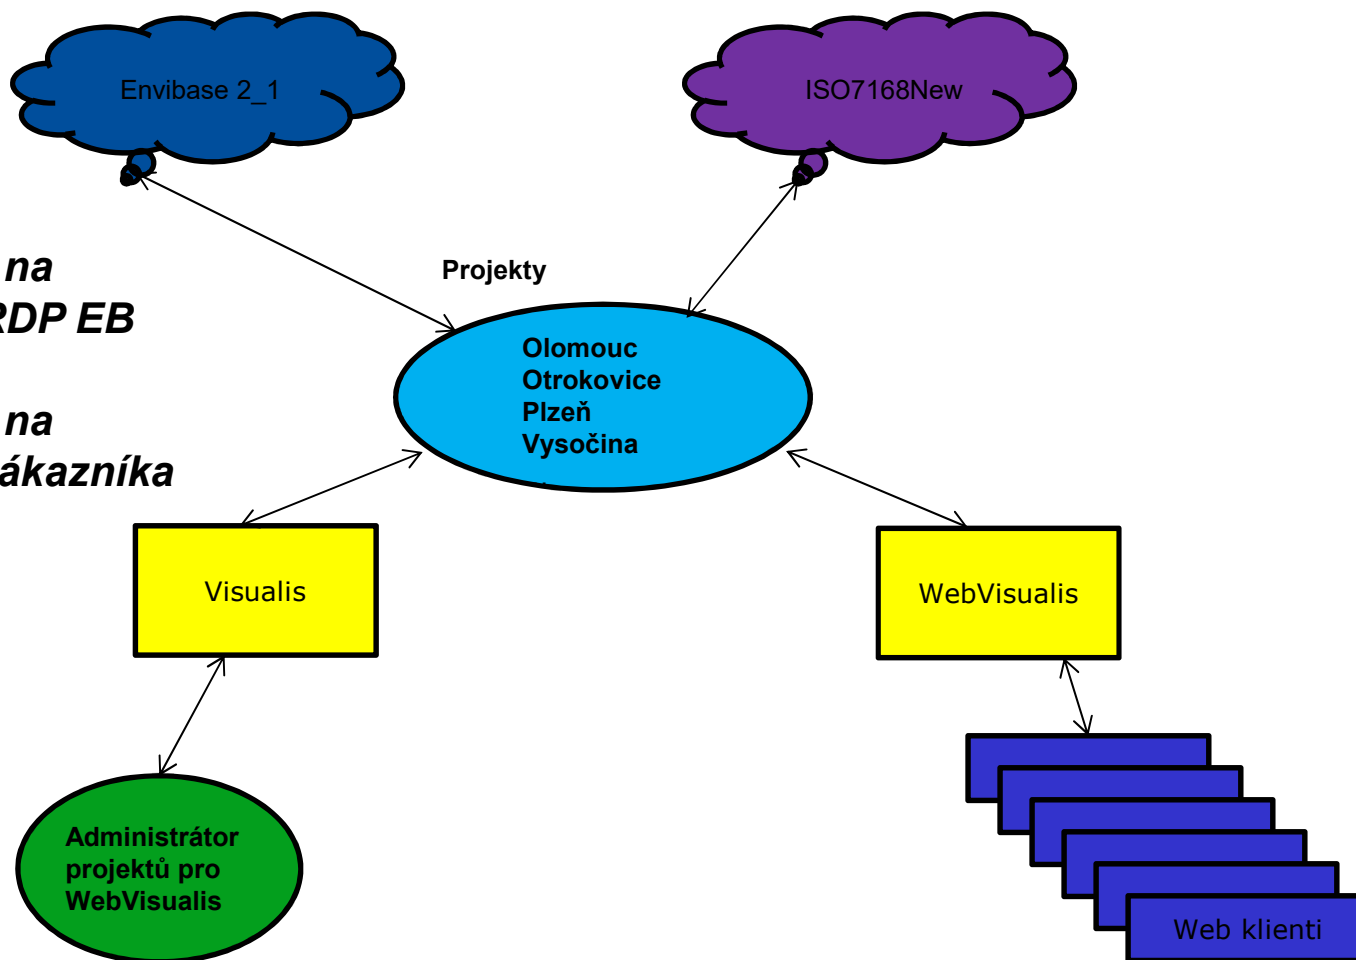 Envibase 2_1
ISO7168New
na
RDP EB
na
Projekty
Olomouc
Otrokovice
Plzeň
Vysočina
Visualis
WebVisualis
Administrátor
projektů pro
WebVisualis
Web klienti